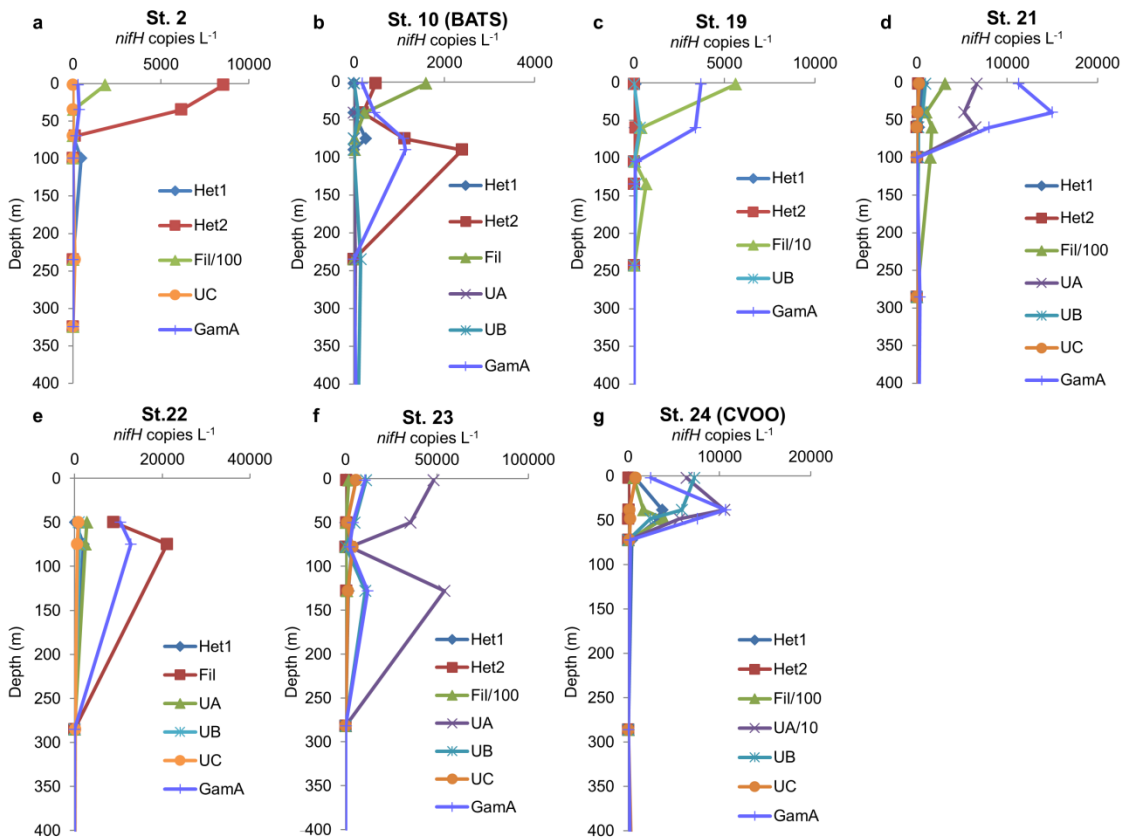 a St. 2
nifH copies L-1
0 5000 10000
0
50
100
150
200
250
300
350
400
Depth (m)
Het1
Het2
Fil/100
UC
GamA
b St. 10 (BATS)
nifH copies L-1
0 2000 4000
0
50
100
150
200
250
300
350
400
Depth (m)
Het1
Het2
Fil
UA
UB
GamA
c St. 19
nifH copies L-1
0 5000 10000
0
50
100
150
200
250
300
350
400
Depth (m)
Het1
Het2
Fil/10
UB
GamA
d St. 21
nifH copies L-1
0 10000 20000
0
50
100
150
200
250
300
350
400
Depth (m)
Het1
Het2
Fil/100
UA
UB
UC
GamA
e St.22
nifH copies L-1
0 20000 40000
0
50
100
150
200
250
300
350
400
Depth (m)
Het1
Fil
UA
UB
UC
GamA
f St. 23
nifH copies L-1
0 50000 100000
0
50
100
150
200
250
300
350
400
Depth (m)
Het1
Het2
Fil/100
UA
UB
UC
GamA
g St. 24 (CVOO)
nifH copies L-1
0 10000 20000
0
50
100
150
200
250
300
350
400
Depth (m)
Het1
Het2
Fil/100
UA/10
UB
UC
GamA